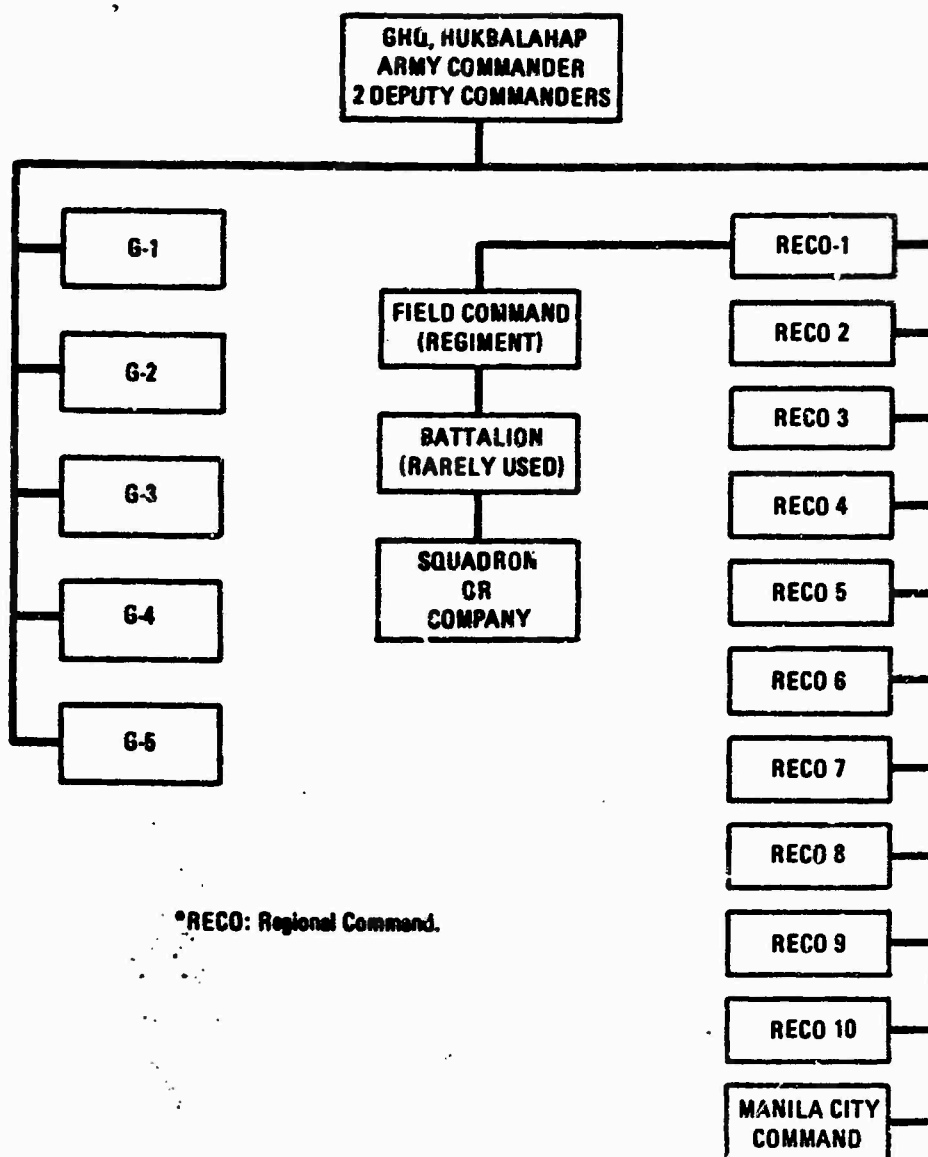 GHQ, HUKBALAHAP
ARMY COMMANDER
2 DEPUTY COMMANDERS
G-1
G-2
G-3
G-4
G-5
FIELD COMMAND
(REGIMENT)
BATTALION
(RARELY USED)
SQUADRON
OR
COMPANY
RECO-1
RECO 2
RECO 3
RECO 4
RECO 5
RECO 6
RECO 7
RECO 8
RECO 9
RECO 10
MANILA CITY
COMMAND
*RECO: Regional Command.